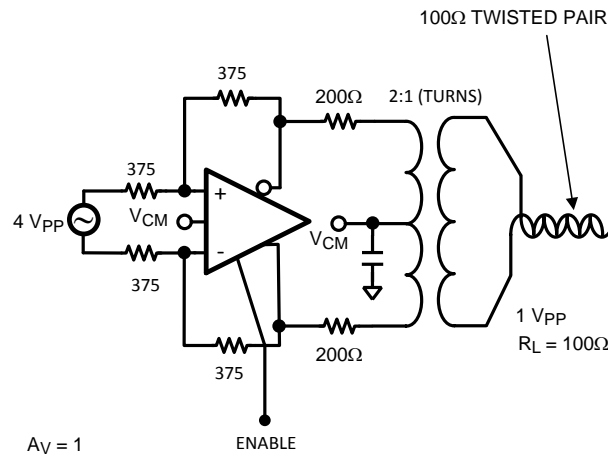 100Ω TWISTED PAIR
375
200Ω
2:1 (TURNS)
375
+
4 VPP
VCM
VCM
-
375
1 VPP
RL = 100Ω
375
200Ω
AV = 1
ENABLE